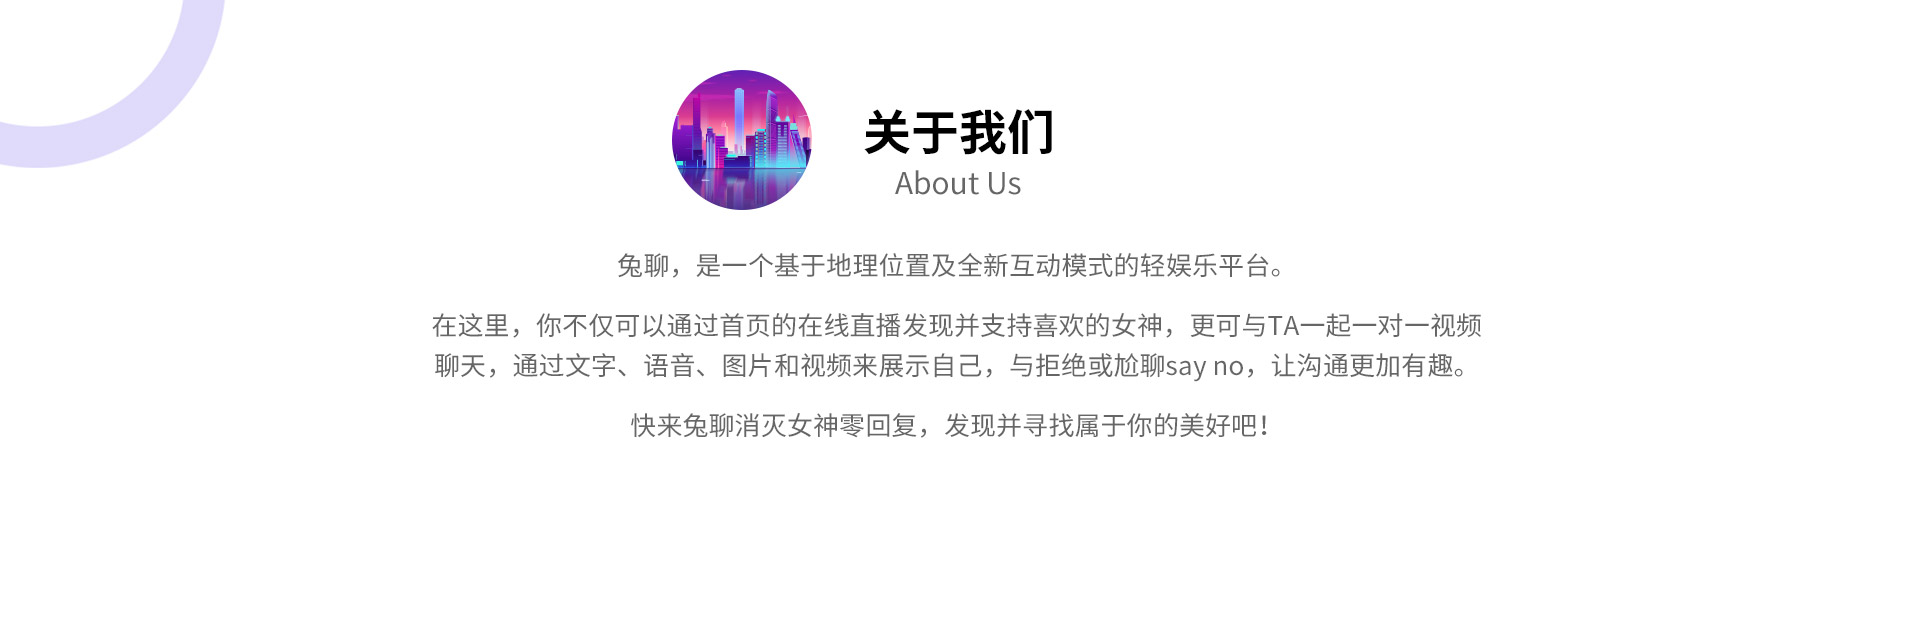 关于我们
About Us
兔聊，是一个基于地理位置及全新互动模式的轻娱乐平台。
在这里，你不仅可以通过首页的在线直播发现并支持喜欢的女神，更可与TA一起一对一视频
聊天，通过文字、语音、图片和视频来展示自己，与拒绝或尬聊say no，让沟通更加有趣。
快来兔聊消灭女神零回复，发现并寻找属于你的美好吧！